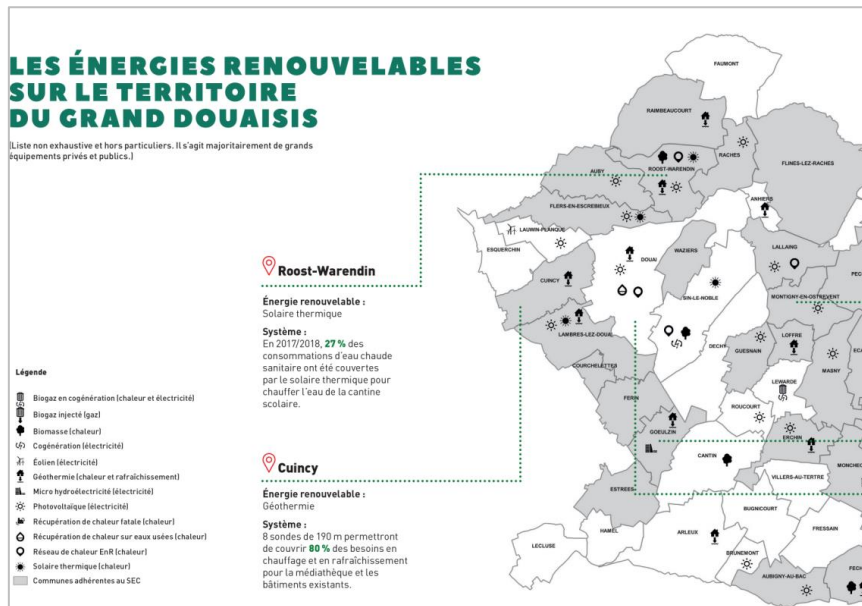 LES ÉNERGIES RENOUVELABLES
SUR LE TERRITOIRE
DU GRAND DOUAISIS
(Liste non exhaustive et hors particuliers. Il s'agit majoritairement de grands
équipements privés et publics.)
Roost-Warendin
Énergie renouvelable :
Solaire thermique
Système :
En 2017/2018, 27 % des
consommations d'eau chaude
sanitaire ont été couvertes
par le solaire thermique pour
chauffer l'eau de la cantine
scolaire.
Cuincy
Énergie renouvelable :
Géothermie
Système :
8 sondes de 190 m permettront
de couvrir 80 % des besoins en
chauffage et en rafraîchissement
pour la médiathèque et les
bâtiments existants.
Légende
Biogaz en cogénération (chaleur et électricité)
Biogaz injecté (gaz)
Biomasse (chaleur)
Cogénération (électricité)
Éolien (électricité)
Géothermie (chaleur et rafraîchissement)
Micro hydroélectricité (électricité)
Photovoltaïque (électricité)
Récupération de chaleur fatale (chaleur)
Récupération de chaleur sur eaux usées (chaleur)
Réseau de chaleur EnR (chaleur)
Solaire thermique (chaleur)
Communes adhérentes au SEC
FAUMONT
RAIMBEAUCOURT
RACHES
ROOST-WARENDIN
FLINES-LEZ-RACHES
AUBY
FLERS-EN-ESCREBIEUX
ANHIERS
LAUWIN-PLANQUE
ESQUERCHIN
DOUAI
WAZIERS
LALLAING
PEC
CUINCY
SIN-LE-NOBLE
MONTIGNY-EN-OSTREVENT
LAMBRES-LEZ-DOUAI
DECHY
GUESNAIN
LOFFRE
ECA
MASNY
COURCHELETTES
LEWARDE
FERIN
ROUCOURT
GOEULZIN
ERCHIN
CANTIN
MONCHEC
VILLERS-AU-TERTRE
ESTREES
BUGNICOURT
HAMEL
ARLEUX
FRESSAIN
LECLUSE
BRUNEMONT
AUBIGNY-AU-BAC
FECH